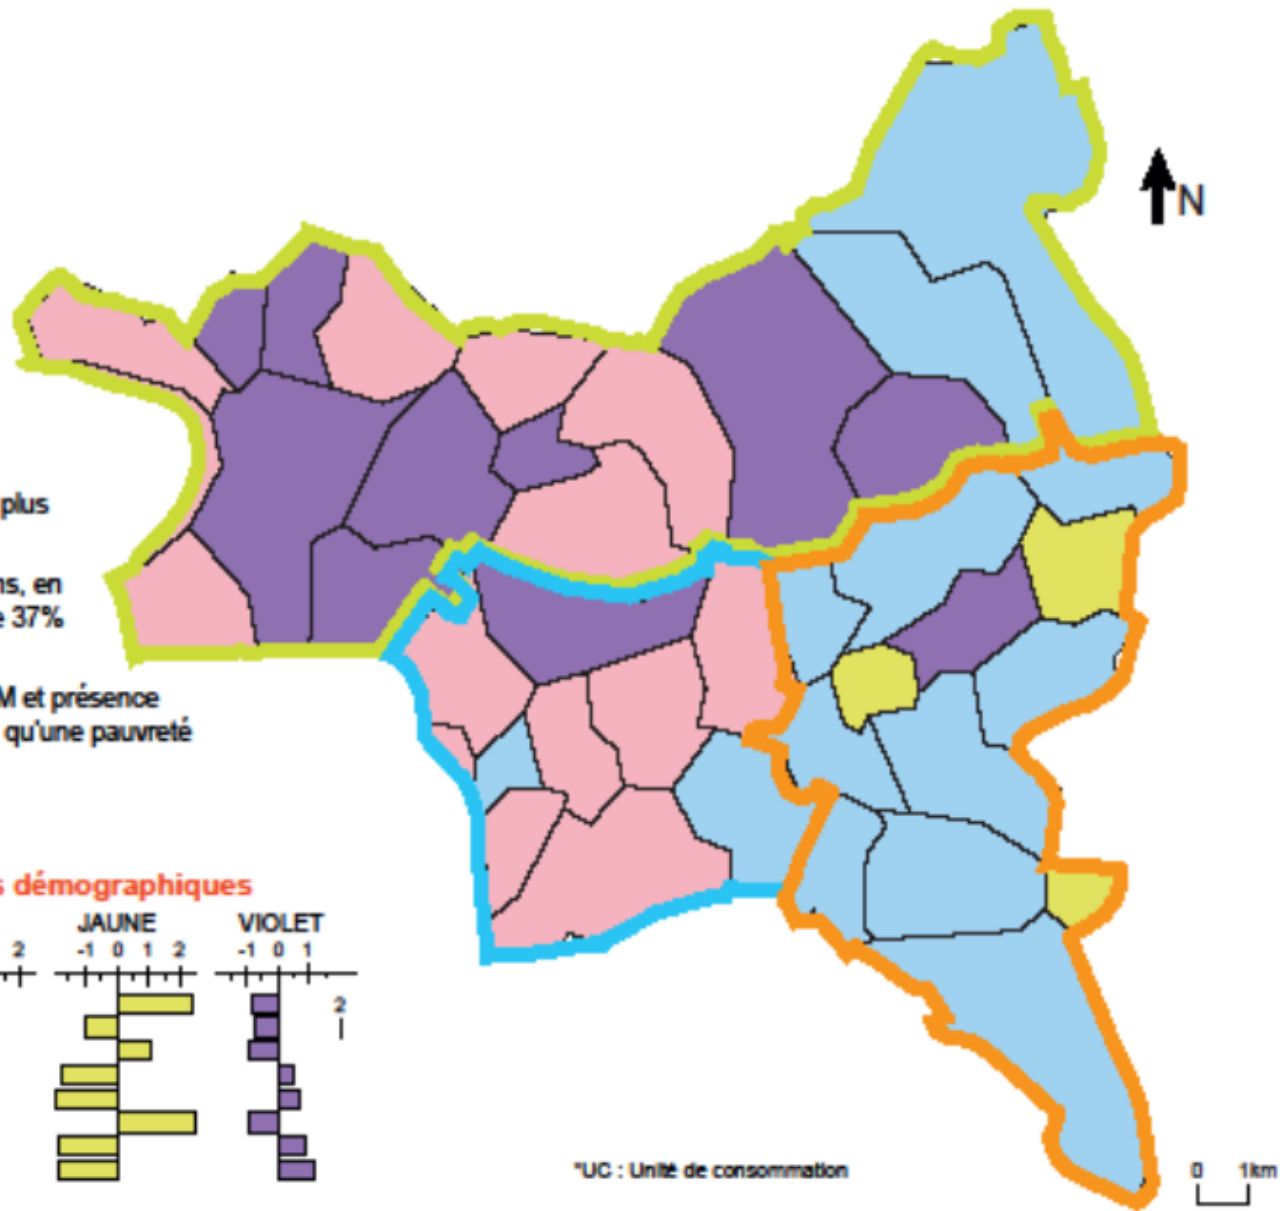 N
plus
ns, en
e 37%
M et présence
qu'une pauvreté
s démographiques
JAUNE VIOLET
2 -1 0 1 2 -1 0 1
2
*UC : Unité de consommation
0 1km